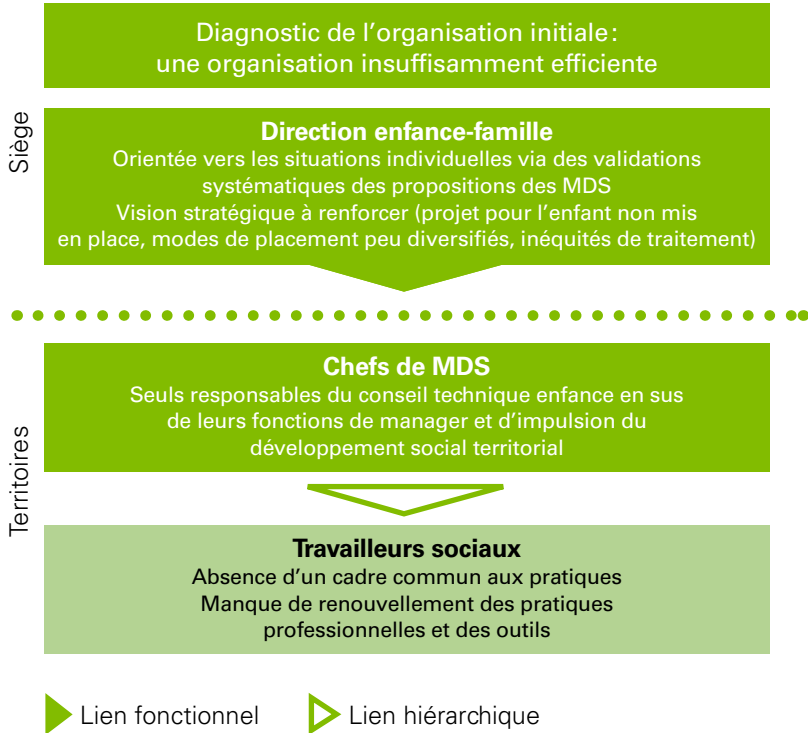 Diagnostic de l'organisation initiale:
une organisation insuffisamment efficiente
Siège
Direction enfance-famille
Orientée vers les situations individuelles via des validations
systématiques des propositions des MDS
Vision stratégique à renforcer (projet pour l'enfant non mis
en place, modes de placement peu diversifiés, inéquités de traitement)
Territoires
Chefs de MDS
Seuls responsables du conseil technique enfance en sus
de leurs fonctions de manager et d'impulsion du
développement social territorial
Travailleurs sociaux
Absence d'un cadre commun aux pratiques
Manque de renouvellement des pratiques
professionnelles et des outils
Lien fonctionnel
Lien hiérarchique